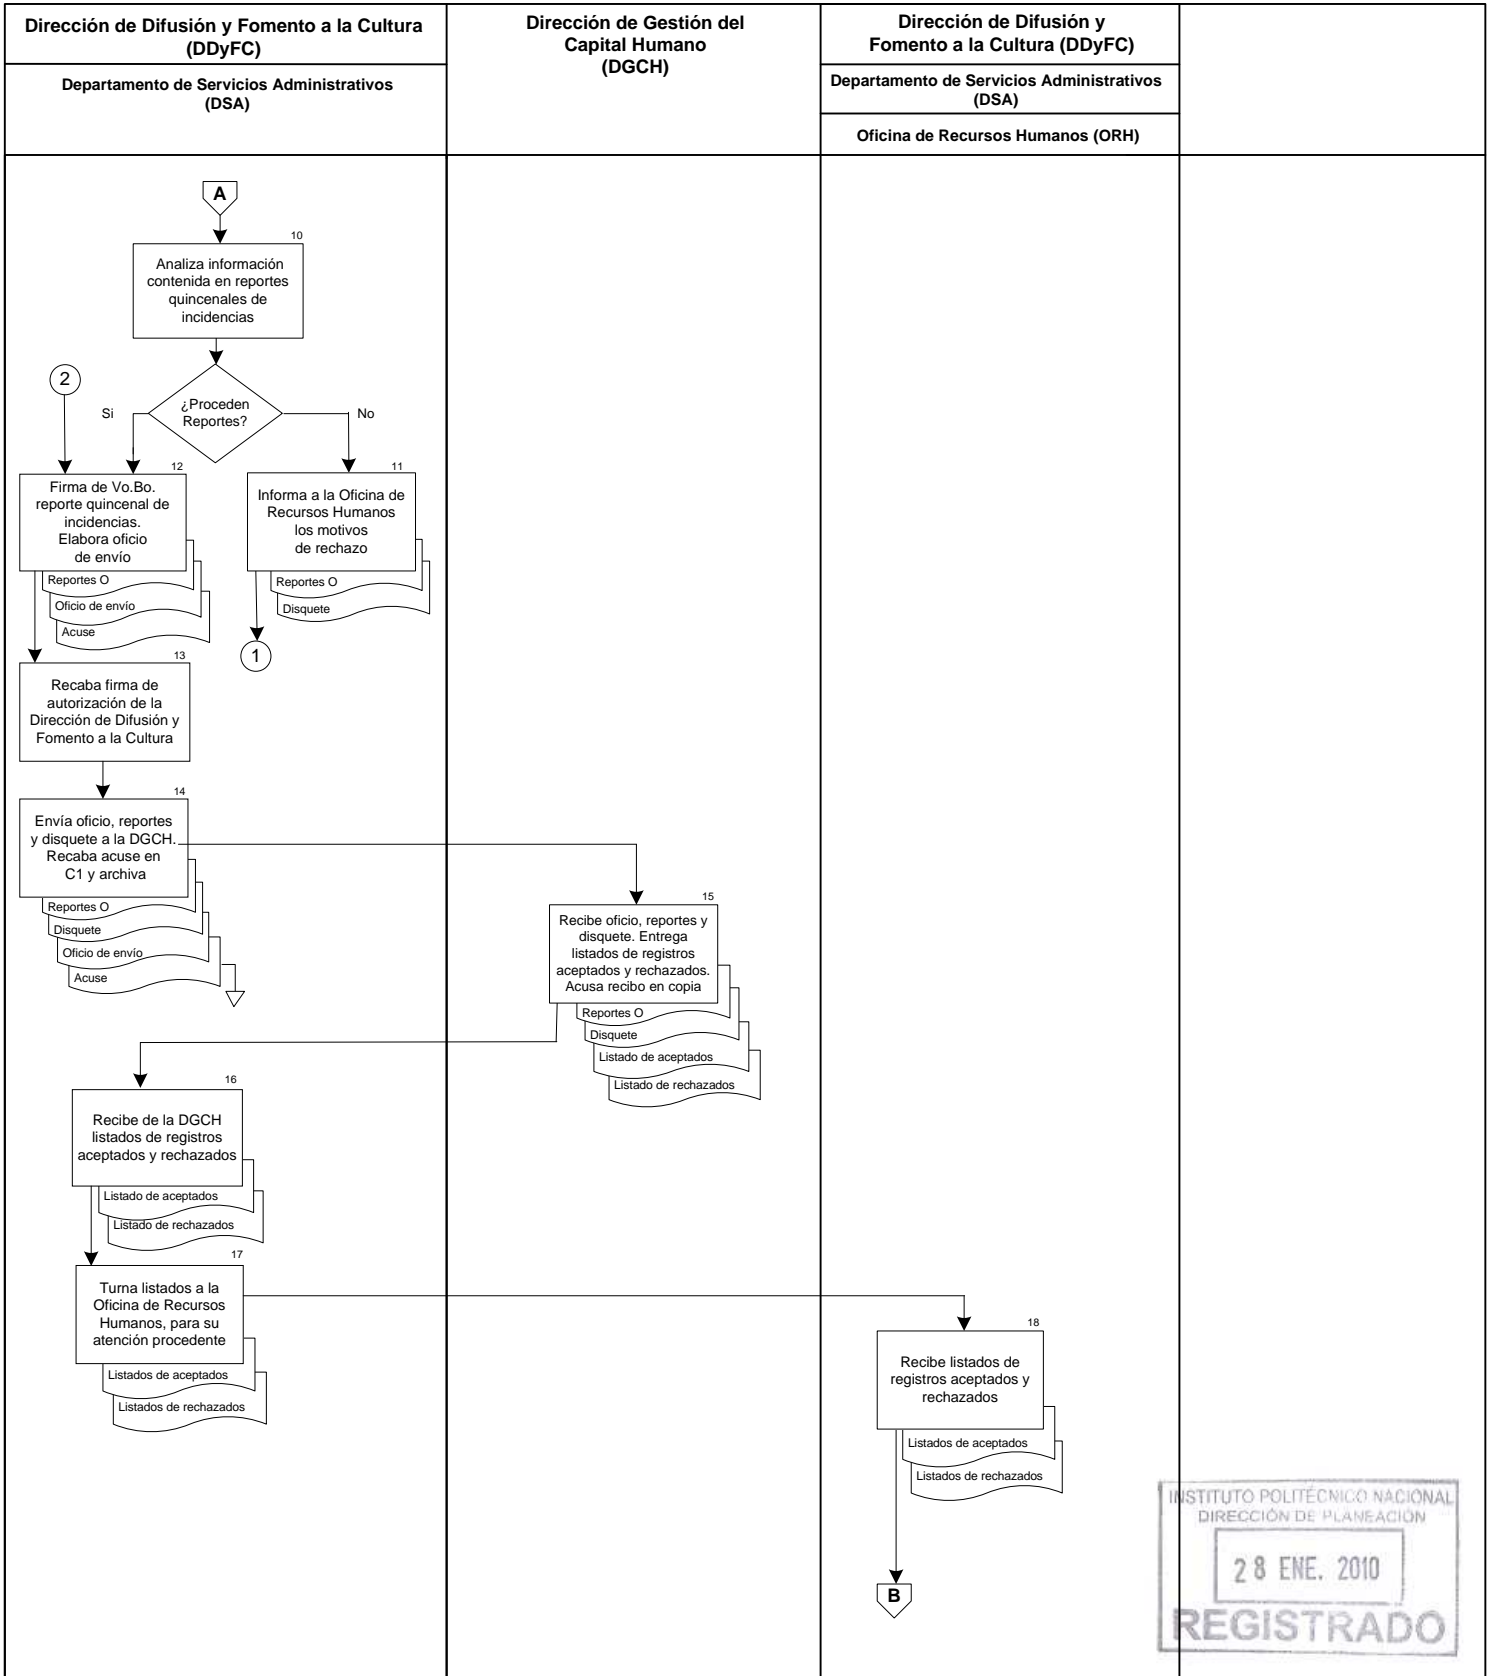 Dirección de Difusión y Fomento a la Cultura
(DDyFC)
Departamento de Servicios Administrativos
(DSA)
Dirección de Gestión del
Capital Humano
(DGCH)
Dirección de Difusión y
Fomento a la Cultura (DDyFC)
Departamento de Servicios Administrativos
(DSA)
Oficina de Recursos Humanos (ORH)
A
10
Analiza información
contenida en reportes
quincenales de
incidencias
2
Si
¿Proceden
Reportes?
No
12
Firma de Vo.Bo.
reporte quincenal de
incidencias.
Elabora oficio
de envío
Reportes O
Oficio de envío
Acuse
11
Informa a la Oficina de
Recursos Humanos
los motivos
de rechazo
Reportes O
Disquete
1
13
Recaba firma de
autorización de la
Dirección de Difusión y
Fomento a la Cultura
14
Envía oficio, reportes
y disquete a la DGCH.
Recaba acuse en
C1 y archiva
Reportes O
Disquete
Oficio de envío
Acuse
15
Recibe oficio, reportes y
disquete. Entrega
listados de registros
aceptados y rechazados.
Acusa recibo en copia
Reportes O
Disquete
Listado de aceptados
Listado de rechazados
16
Recibe de la DGCH
listados de registros
aceptados y rechazados
Listado de aceptados
Listado de rechazados
17
Turna listados a la
Oficina de Recursos
Humanos, para su
atención procedente
Listados de aceptados
Listados de rechazados
18
Recibe listados de
registros aceptados y
rechazados
Listados de aceptados
Listados de rechazados
B
INSTITUTO POLITÉCNICO NACIONAL
DIRECCIÓN DE PLANEACIÓN
28 ENE. 2010
REGISTRADO